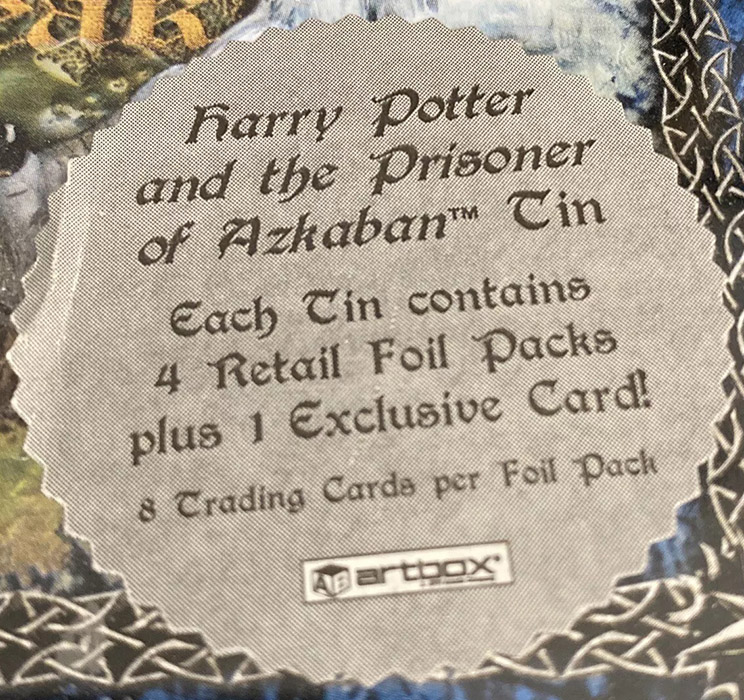 Harry Potter
and the Prisoner
of Azkaban™ Tin
Each Tin contains
4 Retail Foil Packs
plus 1 Exclusive Card!
8 Trading Cards per Foil Pack
artbox